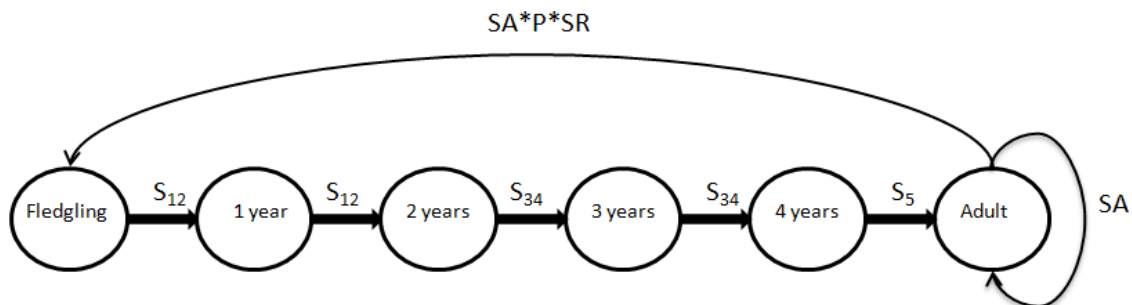 SA*P*SR
Fledgling
S12
1 year
S12
2 years
S34
3 years
S34
4 years
S5
Adult
SA